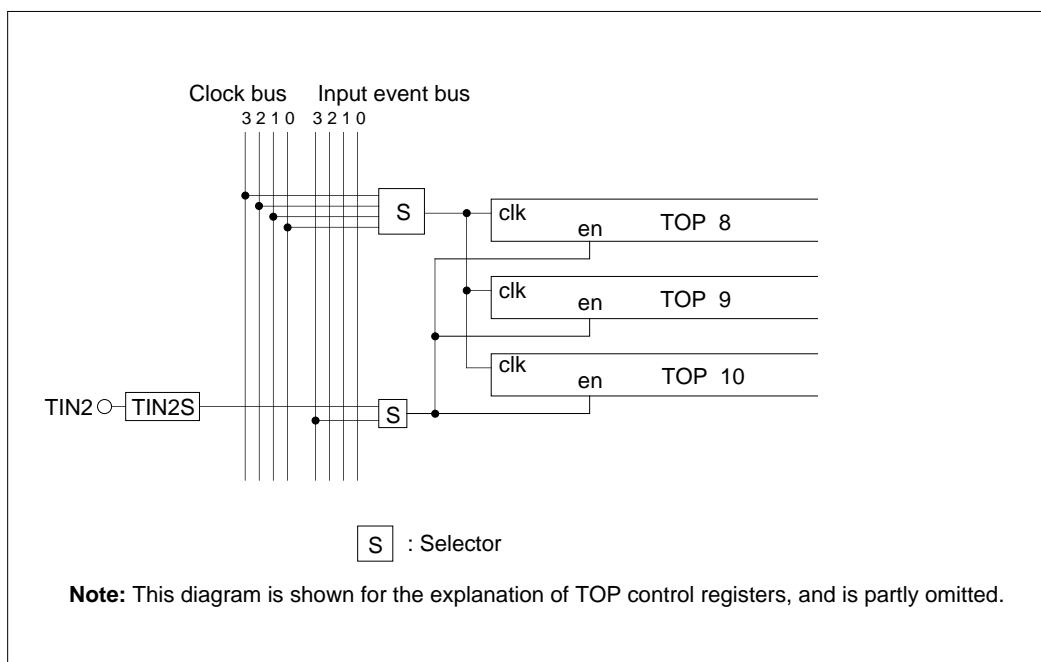 Clock bus Input event bus
3 2 1 0 3 2 1 0
S
clk
en
TOP 8
clk
en
TOP 9
clk
en
TOP 10
TIN2
TIN2S
S
S : Selector
Note: This diagram is shown for the explanation of TOP control registers, and is partly omitted.